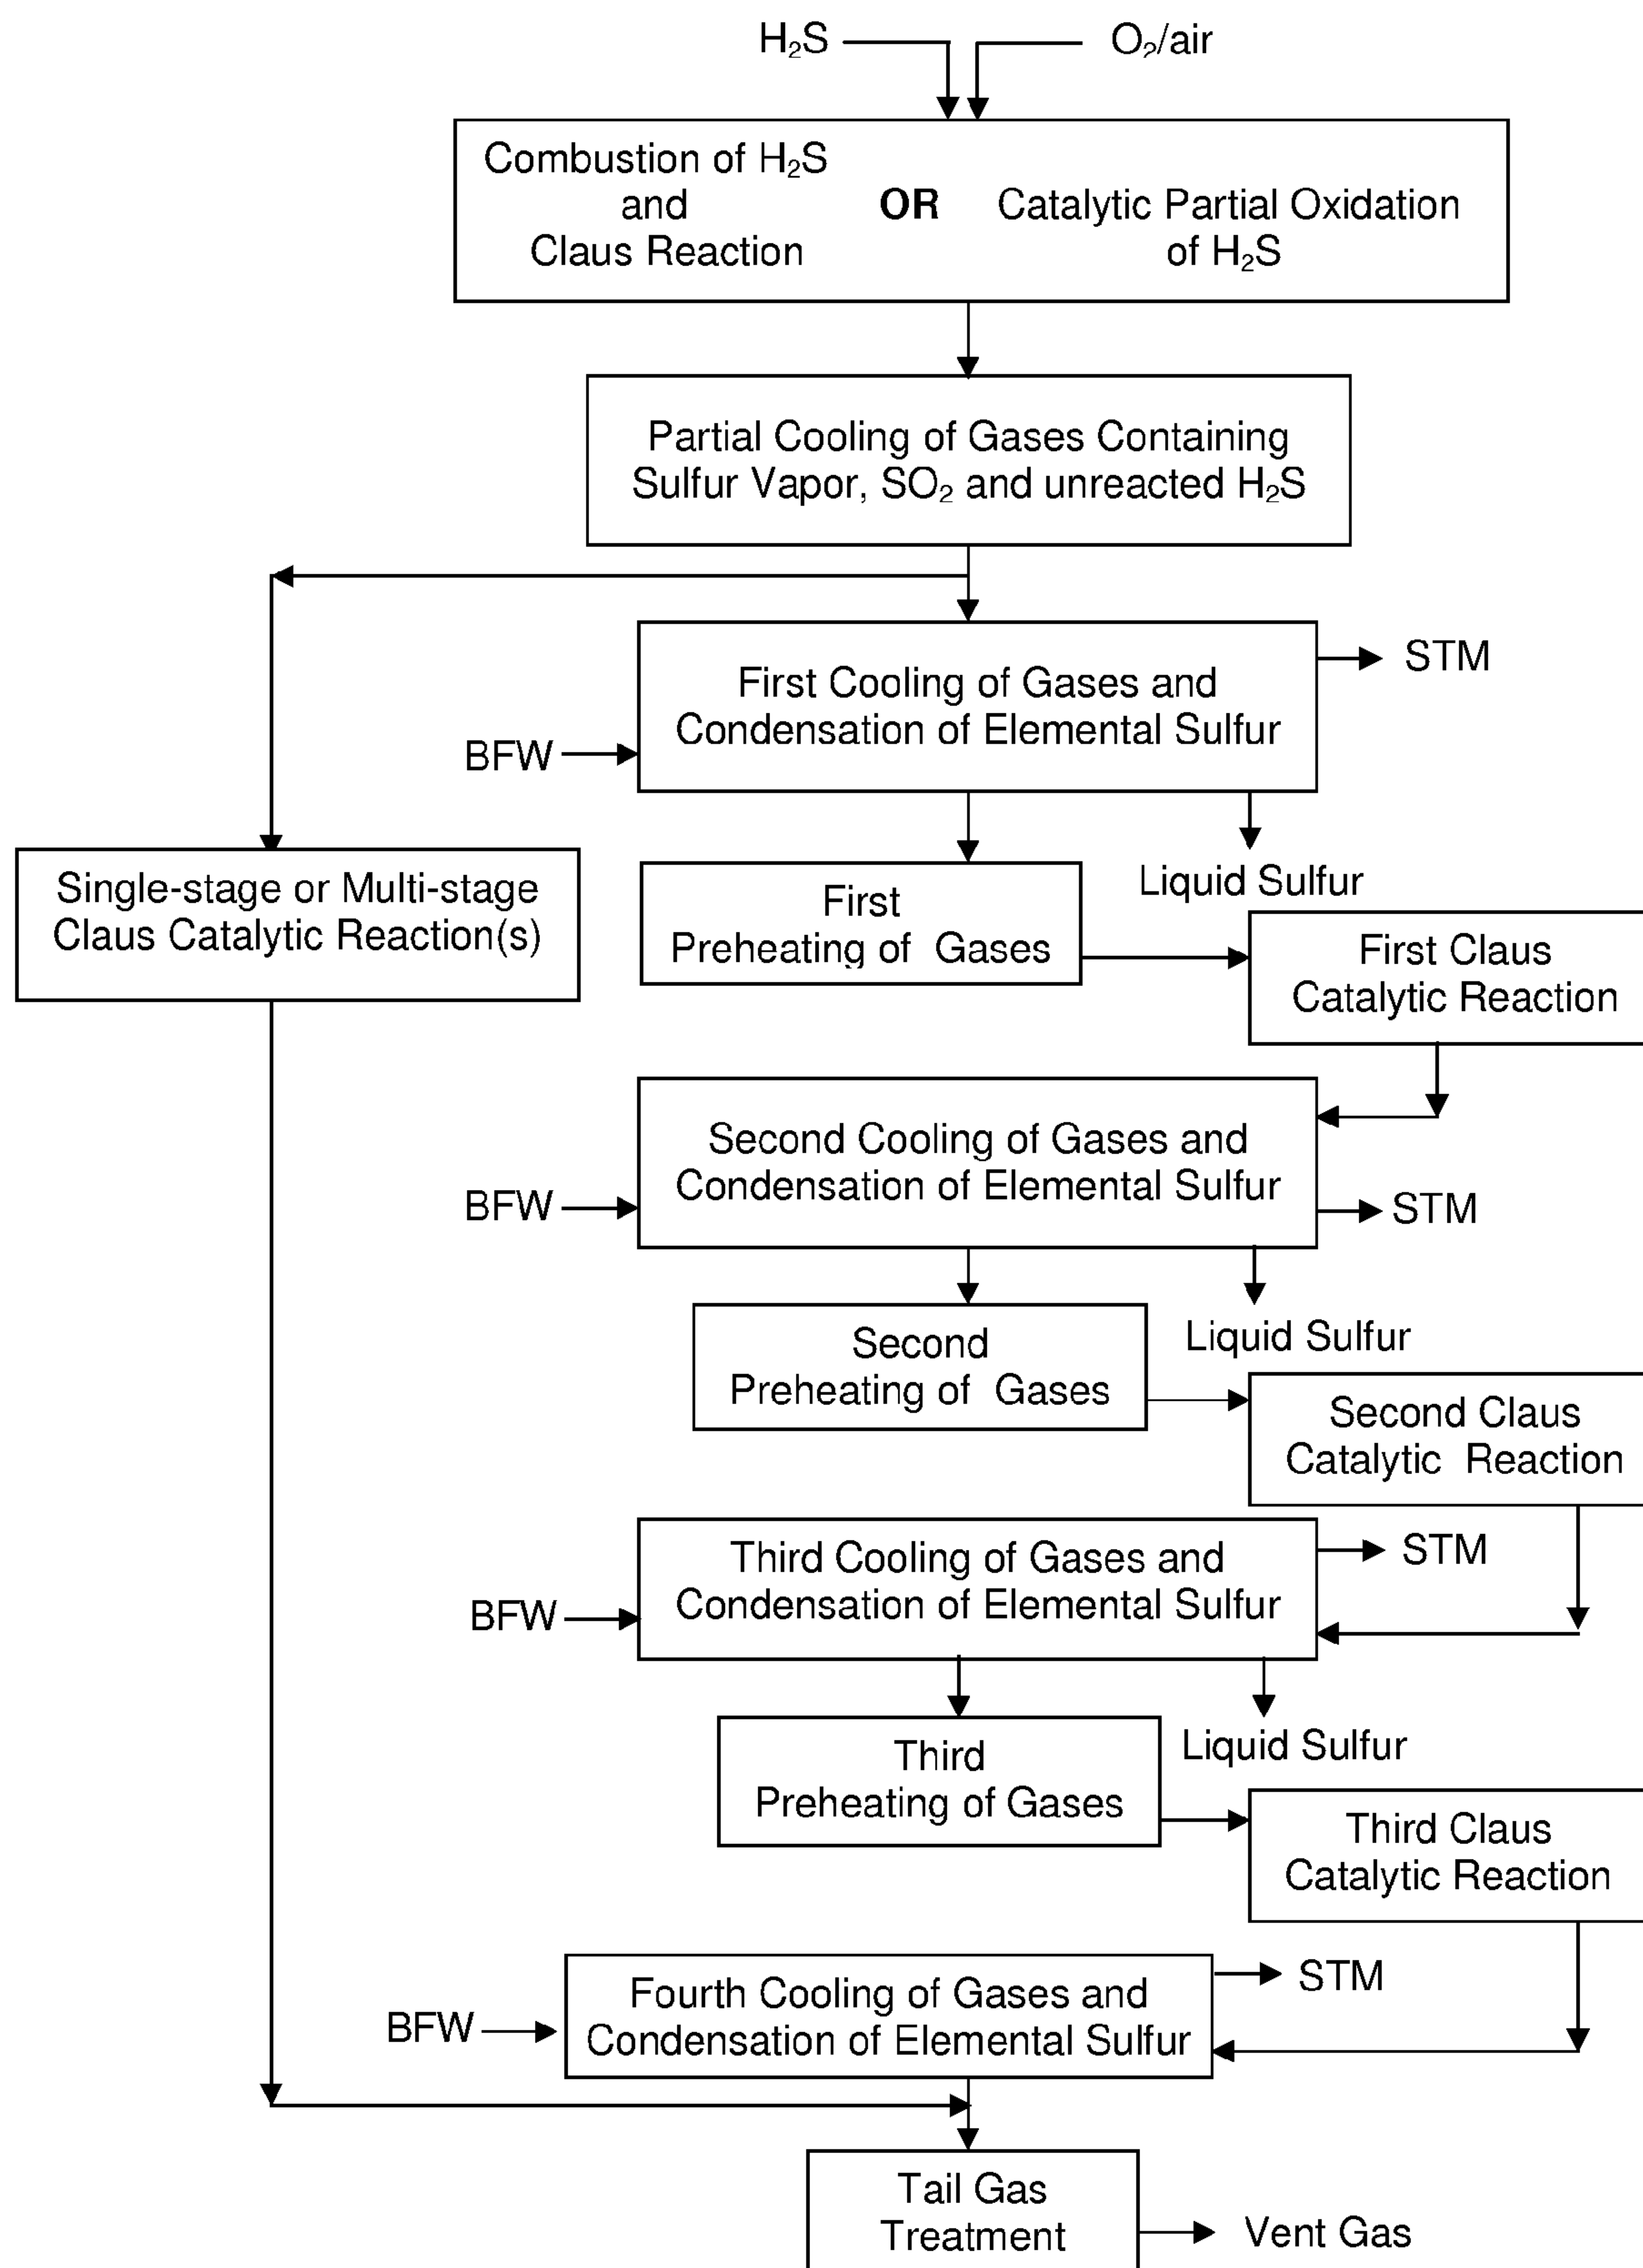 H₂S
O₂/air
Combustion of H₂S
and
Claus Reaction
OR
Catalytic Partial Oxidation
of H₂S
Partial Cooling of Gases Containing
Sulfur Vapor, SO₂ and unreacted H₂S
First Cooling of Gases and
Condensation of Elemental Sulfur
STM
BFW
Single-stage or Multi-stage
Claus Catalytic Reaction(s)
First
Preheating of Gases
Liquid Sulfur
First Claus
Catalytic Reaction
Second Cooling of Gases and
Condensation of Elemental Sulfur
BFW
STM
Second
Preheating of Gases
Liquid Sulfur
Second Claus
Catalytic Reaction
Third Cooling of Gases and
Condensation of Elemental Sulfur
STM
BFW
Third
Preheating of Gases
Liquid Sulfur
Third Claus
Catalytic Reaction
Fourth Cooling of Gases and
Condensation of Elemental Sulfur
STM
BFW
Tail Gas
Treatment
Vent Gas